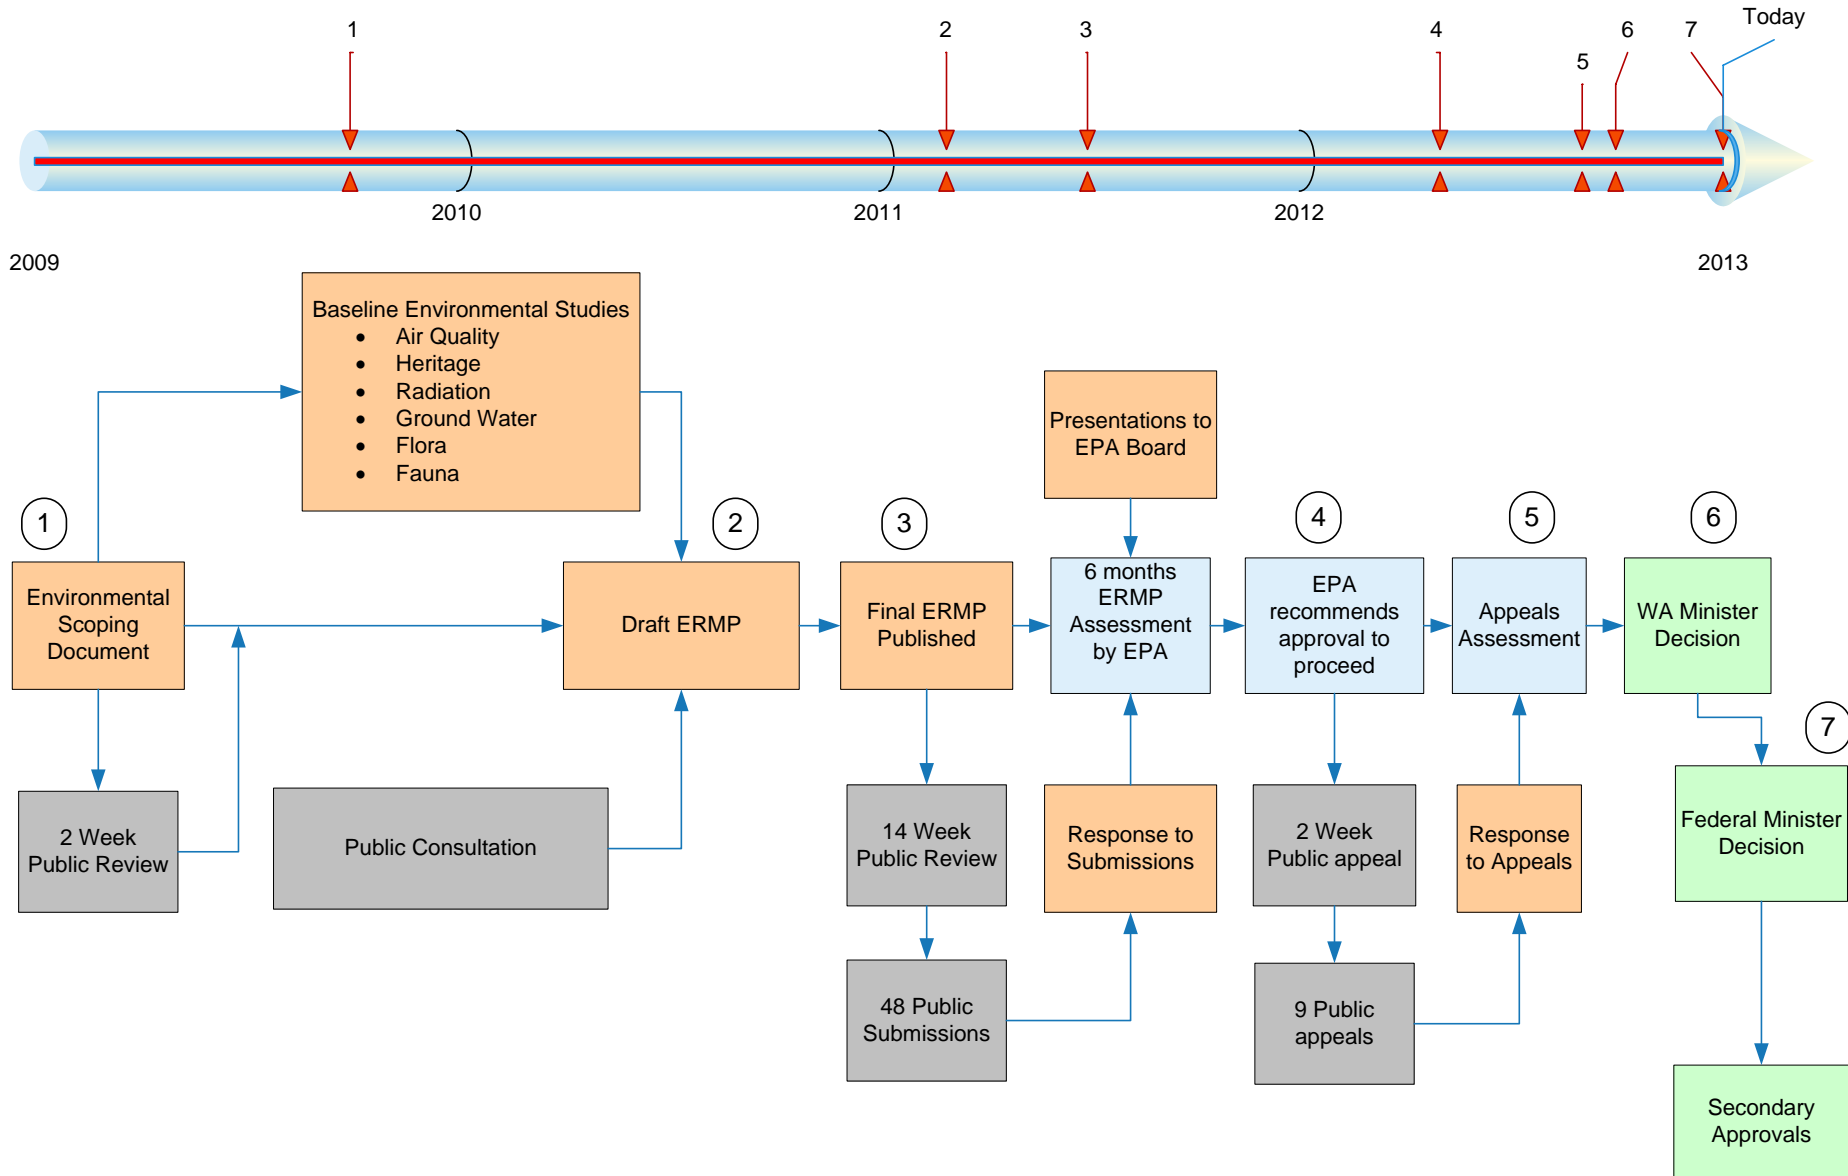 1
2
3
4
5
6
7
Today
2010
2011
2012
2009
2013
Baseline Environmental Studies
• Air Quality
• Heritage
• Radiation
• Ground Water
• Flora
• Fauna
Presentations to
EPA Board
1
2
3
4
5
6
Environmental
Scoping
Document
Draft ERMP
Final ERMP
Published
6 months
ERMP
Assessment
by EPA
EPA
recommends
approval to
proceed
Appeals
Assessment
WA Minister
Decision
7
2 Week
Public Review
Public Consultation
14 Week
Public Review
Response to
Submissions
2 Week
Public appeal
Response
to Appeals
Federal Minister
Decision
48 Public
Submissions
9 Public
appeals
Secondary
Approvals